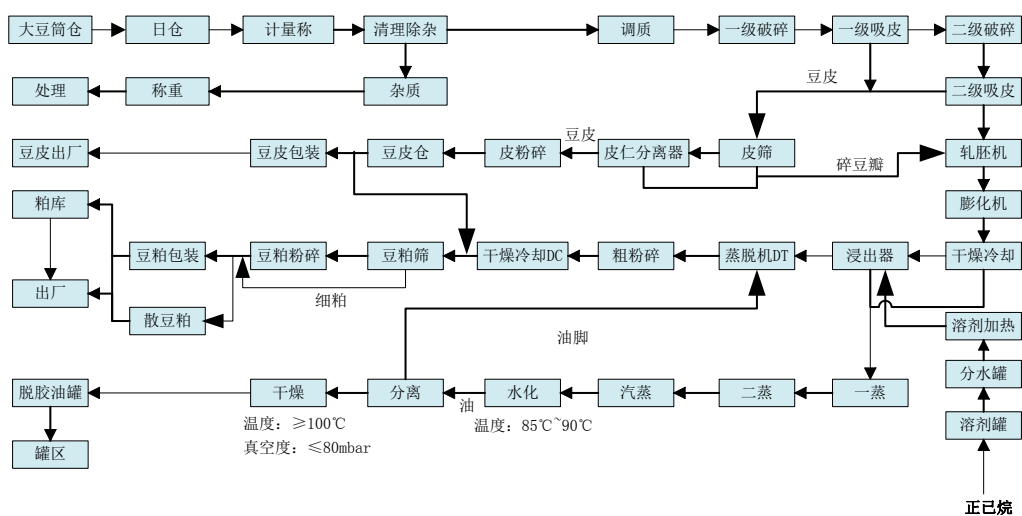 大豆筒仓
日仓
计量称
清理除杂
调质
一级破碎
一级吸皮
二级破碎
处理
称重
杂质
豆皮
二级吸皮
豆皮出厂
豆皮包装
豆皮仓
皮粉碎
豆皮
皮仁分离器
皮筛
碎豆瓣
轧胚机
粕库
膨化机
豆粕包装
豆粕粉碎
豆粕筛
干燥冷却DC
粗粉碎
蒸脱机DT
浸出器
干燥冷却
出厂
细粕
散豆粕
油脚
溶剂加热
分水罐
脱胶油罐
干燥
分离
油
水化
汽蒸
二蒸
一蒸
温度：≥100℃
真空度：≤80mbar
温度：85℃~90℃
溶剂罐
罐区
正己烷